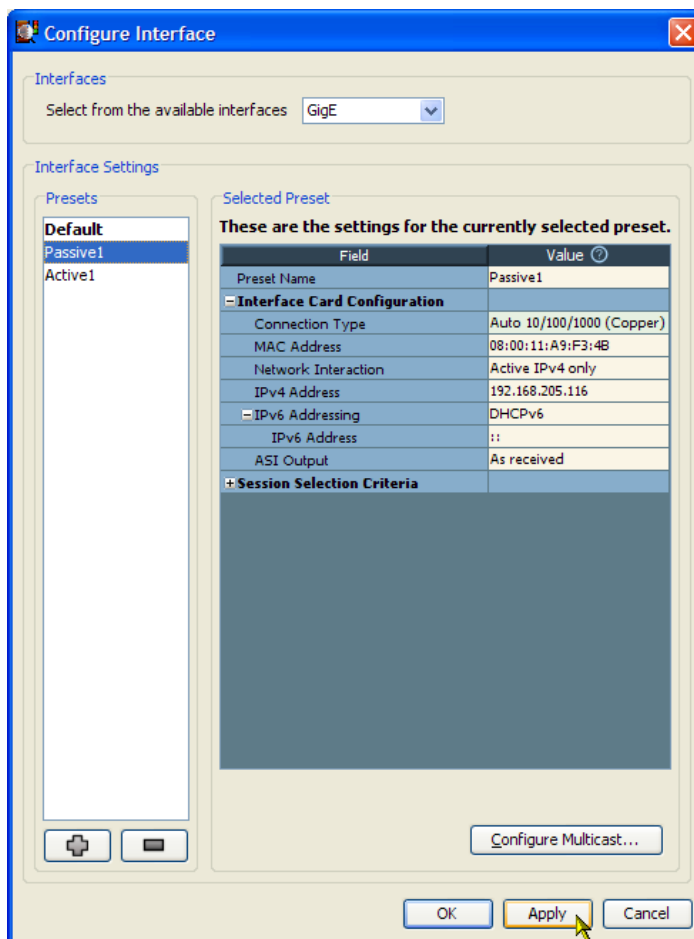 Configure Interface
Interfaces
Select from the available interfaces GigE
Interface Settings
Presets
Default
Passive1
Active1
Selected Preset
These are the settings for the currently selected preset.
Field Value
Preset Name Passive1
Interface Card Configuration
Connection Type Auto 10/100/1000 (Copper)
MAC Address 08:00:11:A9:F3:4B
Network Interaction Active IPv4 only
IPv4 Address 192.168.205.116
IPv6 Addressing DHCPv6
IPv6 Address ::
ASI Output As received
Session Selection Criteria
Configure Multicast...
OK Apply Cancel